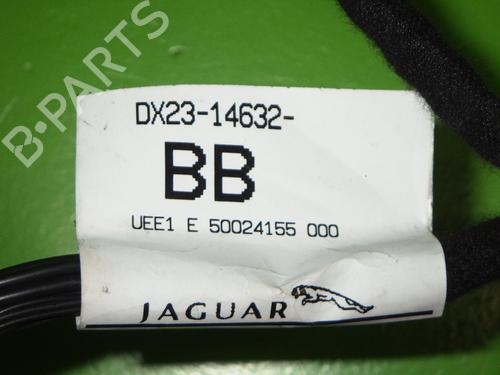 B-PARTS
DX23-14632-
BB
UEE1 E 50024155 000
JAGUAR